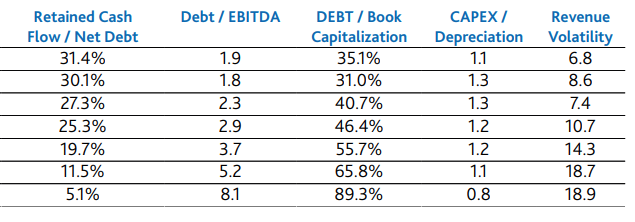 Retained Cash Flow / Net Debt Debt / EBITDA DEBT / Book Capitalization CAPEX / Depreciation Revenue Volatility
31.4% 1.9 35.1% 1.1 6.8
30.1% 1.8 31.0% 1.3 8.6
27.3% 2.3 40.7% 1.3 7.4
25.3% 2.9 46.4% 1.2 10.7
19.7% 3.7 55.7% 1.2 14.3
11.5% 5.2 65.8% 1.1 18.7
5.1% 8.1 89.3% 0.8 18.9